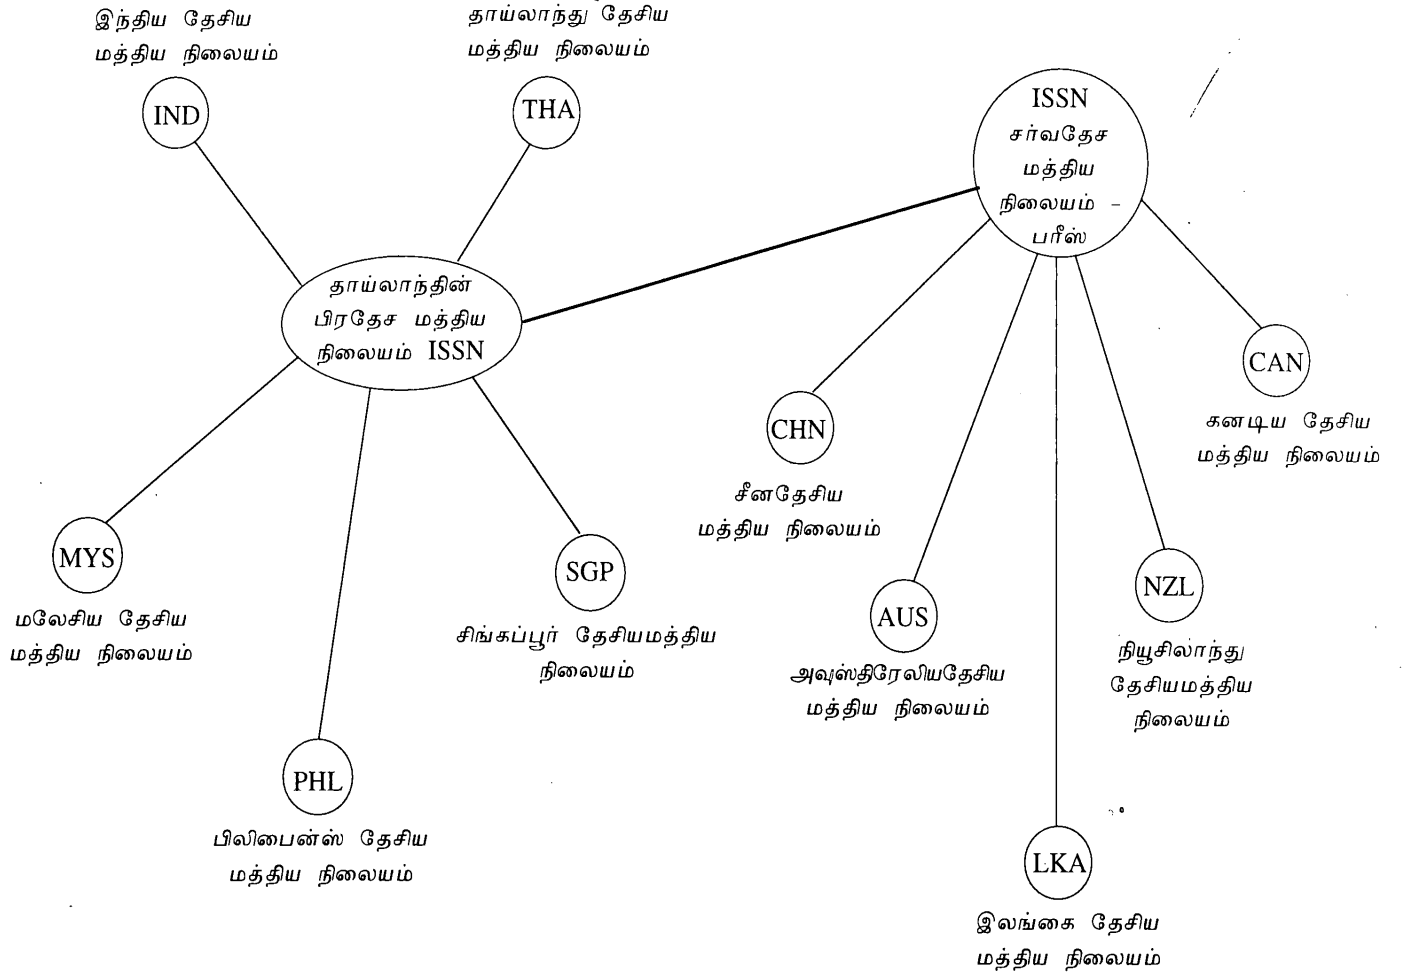 இந்திய தேசிய
மத்திய நிலையம்
IND
தாய்லாந்து தேசிய
மத்திய நிலையம்
THA
ISSN
சர்வதேச
மத்திய
நிலையம் –
பரீஸ்
தாய்லாந்தின்
பிரதேச மத்திய
நிலையம் ISSN
CAN
கனடிய தேசிய
மத்திய நிலையம்
CHN
சீனதேசிய
மத்திய நிலையம்
MYS
மலேசிய தேசிய
மத்திய நிலையம்
SGP
சிங்கப்பூர் தேசியமத்திய
நிலையம்
AUS
அவுஸ்திரேலியதேசிய
மத்திய நிலையம்
NZL
நியூசிலாந்து
தேசியமத்திய
நிலையம்
PHL
பிலிபைன்ஸ் தேசிய
மத்திய நிலையம்
LKA
இலங்கை தேசிய
மத்திய நிலையம்